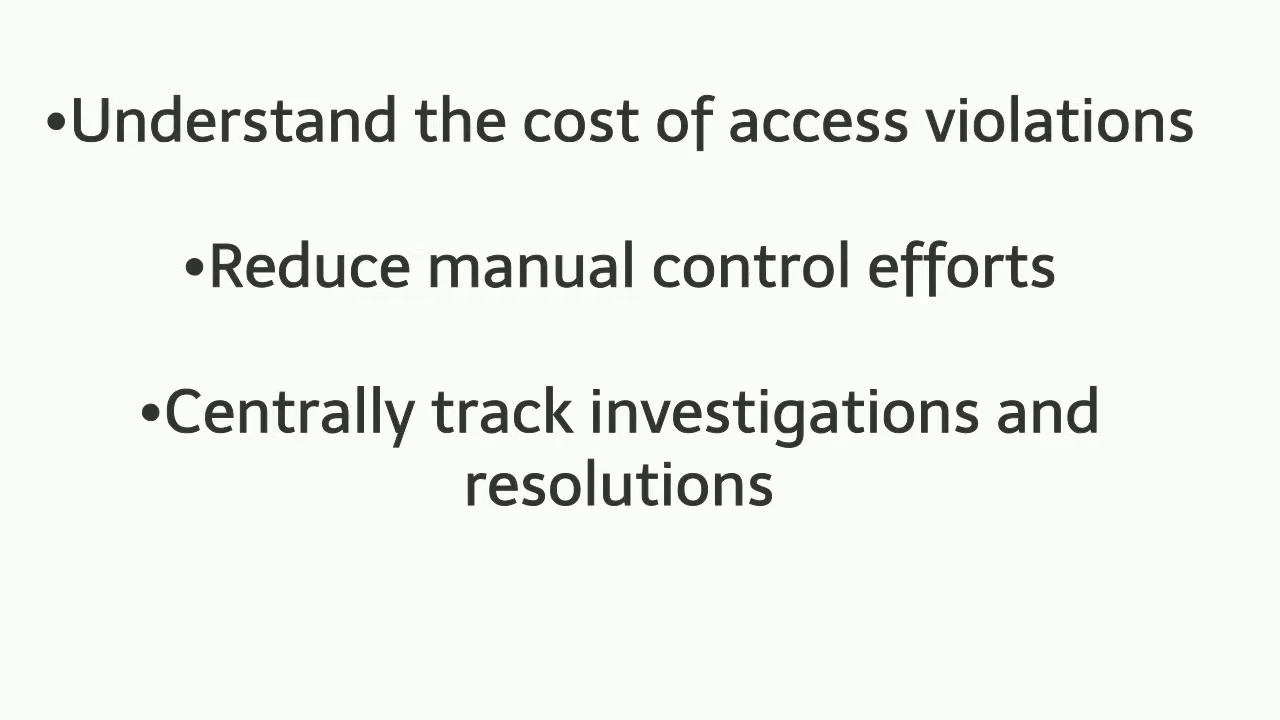 •Understand the cost of access violations
•Reduce manual control efforts
•Centrally track investigations and
resolutions